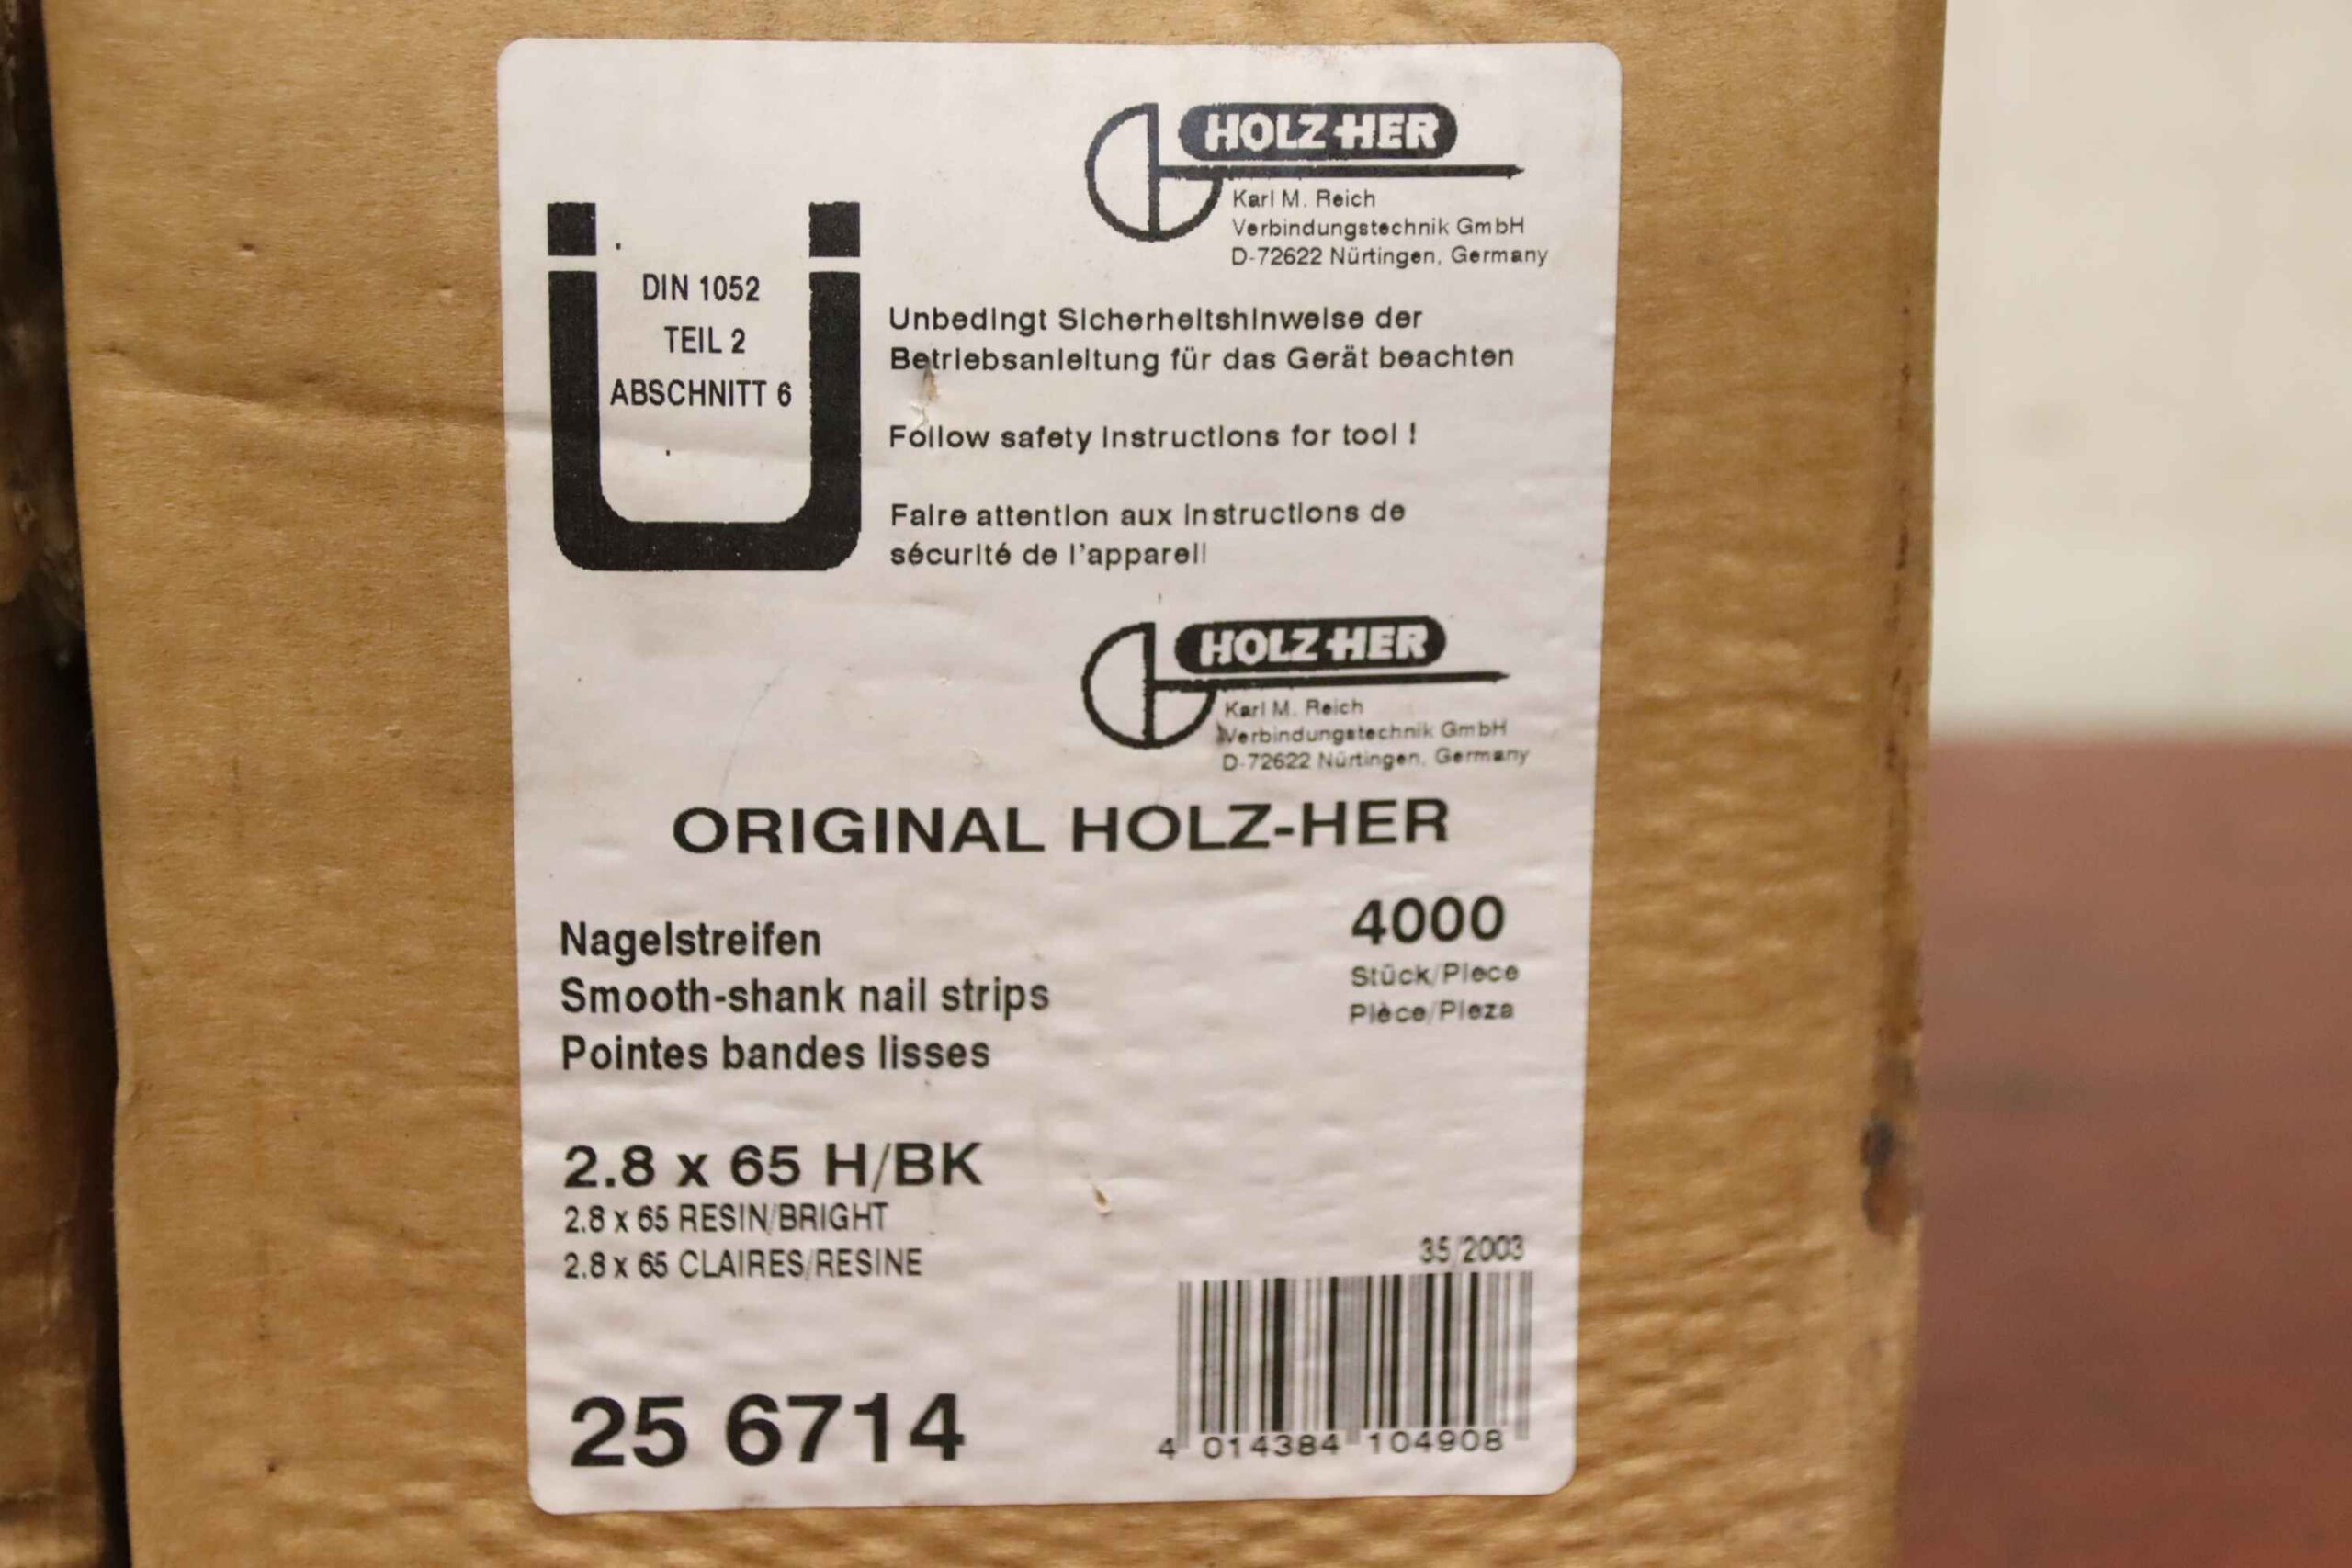 HOLZ-HER
Karl M. Reich
Verbindungstechnik GmbH
D-72622 Nürtingen, Germany
DIN 1052
TEIL 2
ABSCHNITT 6
Unbedingt Sicherheitshinweise der
Betriebsanleitung für das Gerät beachten
Follow safety instructions for tool !
Faire attention aux instructions de
sécurité de l'appareil
HOLZ-HER
Karl M. Reich
Verbindungstechnik GmbH
D-72622 Nürtingen, Germany
ORIGINAL HOLZ-HER
Nagelstreifen
Smooth-shank nail strips
Pointes bandes lisses
4000
Stück/Piece
Pièce/Pieza
2.8 x 65 H/BK
2.8 x 65 RESIN/BRIGHT
2.8 x 65 CLAIRES/RESINE
35/2003
25 6714
4 014384 104908